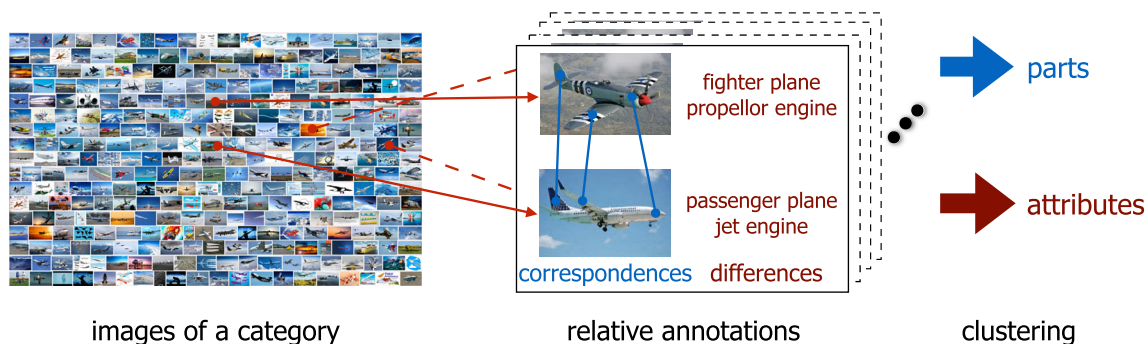 fighter plane
propellor engine
passenger plane
jet engine
correspondences
differences
parts
attributes
images of a category
relative annotations
clustering